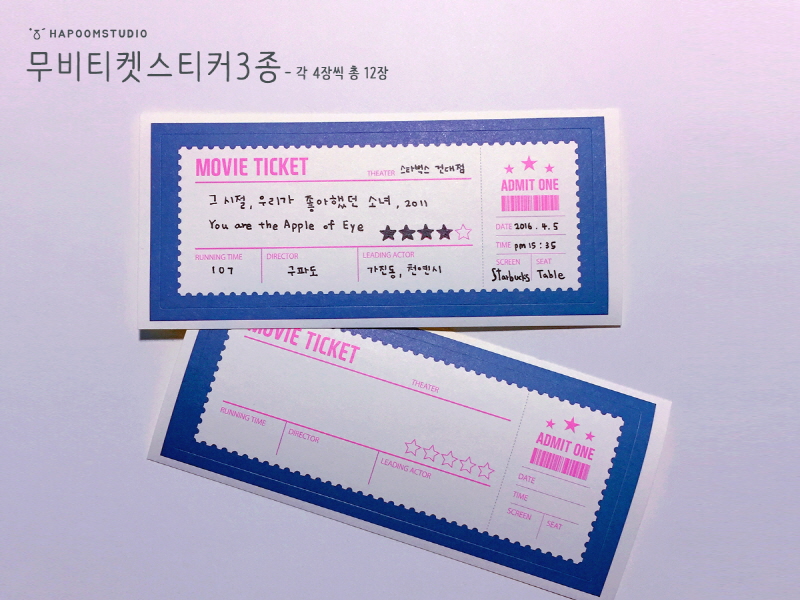 HAPOOMSTUDIO
무비티켓스티커3종 - 각 4장씩 총 12장
MOVIE TICKET
THEATER 스타벅스 건대점
그 시절, 우리가 좋아했던 소녀, 2011
You are the Apple of Eye
RUNNING TIME DIRECTOR LEADING ACTOR
107 구파도 가진동, 천연시
ADMIT ONE
DATE 2016. 4. 5
TIME pm 15 : 35
SCREEN SEAT
Starbucks Table
MOVIE TICKET
THEATER
RUNNING TIME DIRECTOR LEADING ACTOR
ADMIT ONE
DATE
TIME
SCREEN SEAT